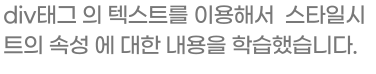 div태그 의 텍스트를 이용해서  스타일시
트의 속성 에 대한 내용을 학습했습니다.